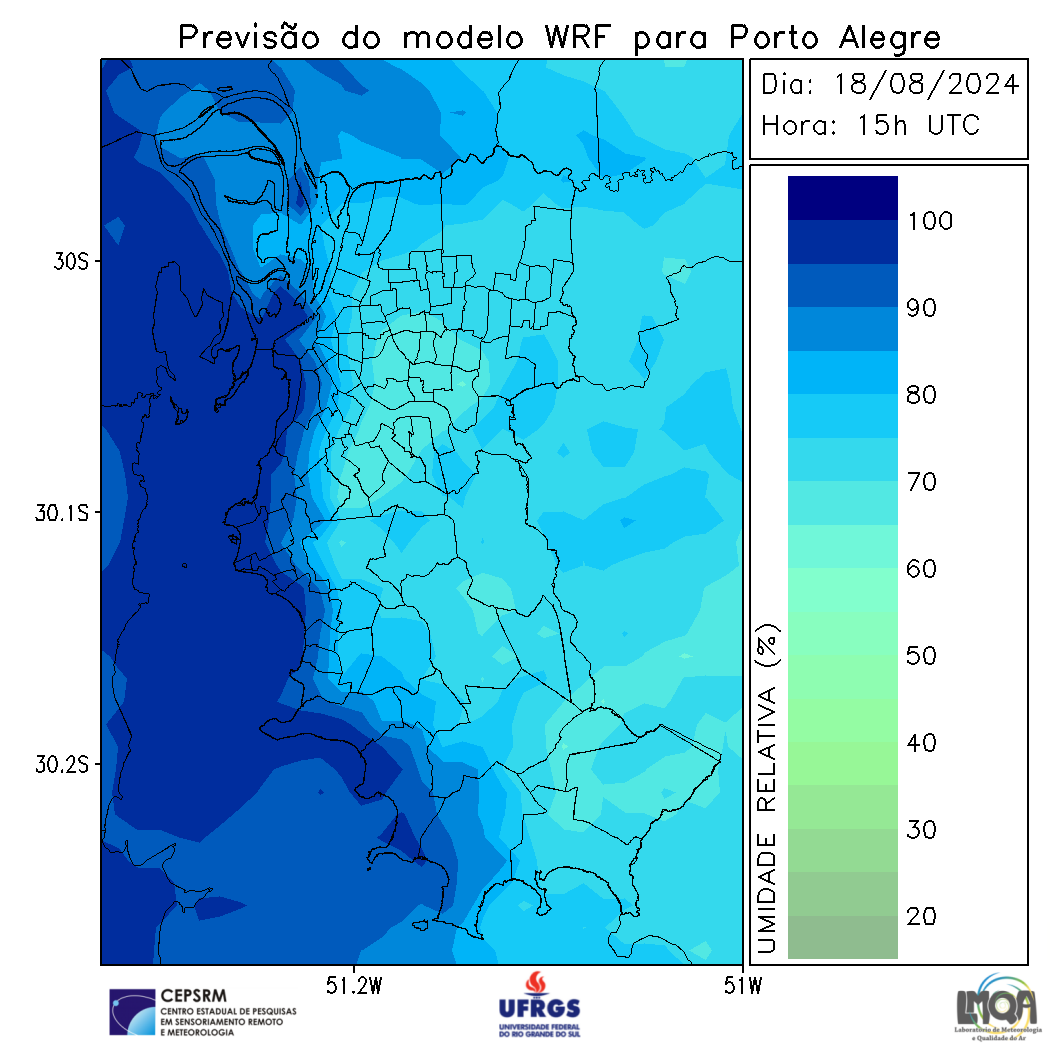 Previsão do modelo WRF para Porto Alegre
Dia: 18/08/2024
Hora: 15h UTC
100
90
80
70
60
50
40
30
20
UMIDADE RELATIVA (%)
30S
30.1S
30.2S
51.2W
51W
CEPSRM
CENTRO ESTADUAL DE PESQUISAS
EM SENSORIAMENTO REMOTO
E METEOROLOGIA
UFRGS
UNIVERSIDADE FEDERAL
DO RIO GRANDE DO SUL
LMQA
Laboratório de Meteorologia
e Qualidade do Ar